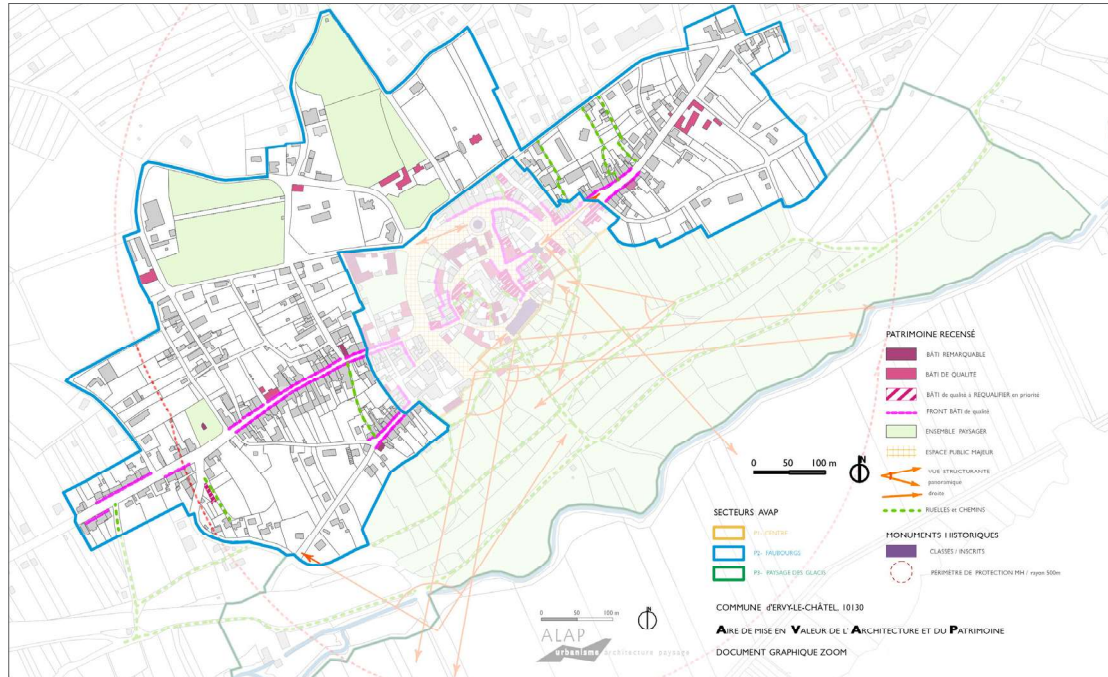 PATRIMOINE RECENSÉ
BÂTI REMARQUABLE
BÂTI DE QUALITE
BÂTI de qualité à REQUALIFIER en priorité
FRONT BÂTI de qualité
ENSEMBLE PAYSAGER
ESPACE PUBLIC MAJEUR
VUE STRUCTURANTE
panoramique
droite
RUELLES et CHEMINS
MONUMENTS HISTORIQUES
CLASSÉS / INSCRITS
PÉRIMÈTRE DE PROTECTION MH / rayon 500m
0 50 100 m
N
SECTEURS AVAP
P2- FAUBOURGS
P3- PAYSAGE DES GLACIS
COMMUNE d'ERVY-LE-CHÂTEL, 10130
AIRE DE MISE EN VALEUR DE L'ARCHITECTURE ET DU PATRIMOINE
DOCUMENT GRAPHIQUE ZOOM
0 50 100 m
N
ALAP
urbanisme architecture paysage